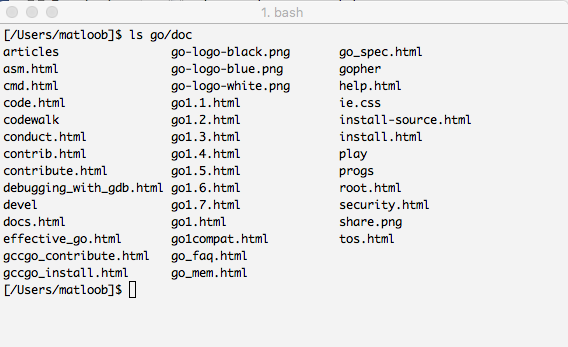 1. bash
[/Users/matloob]$ ls go/doc
articles go-logo-black.png go_spec.html
asm.html go-logo-blue.png gopher
cmd.html go-logo-white.png help.html
code.html go1.1.html ie.css
codewalk go1.2.html install-source.html
conduct.html go1.3.html install.html
contrib.html go1.4.html play
contribute.html go1.5.html progs
debugging_with_gdb.html go1.6.html root.html
devel go1.7.html security.html
docs.html go1.html share.png
effective_go.html go1compat.html tos.html
gccgo_contribute.html go_faq.html
gccgo_install.html go_mem.html
[/Users/matloob]$